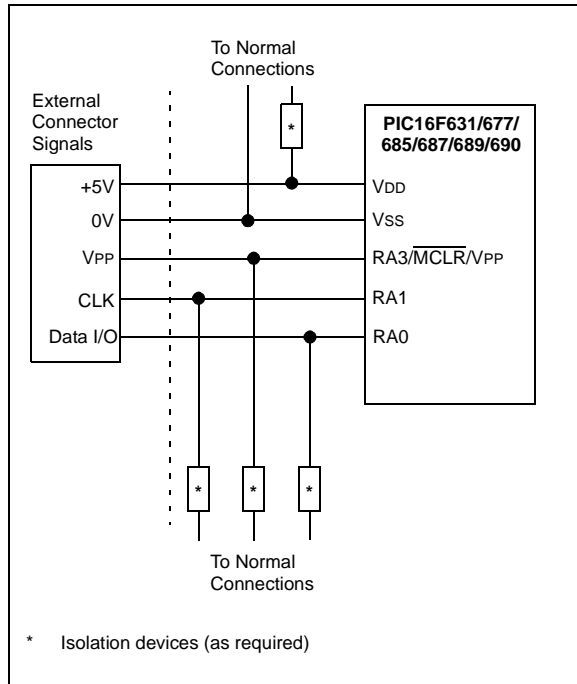 To Normal
Connections
External
Connector
Signals
*
PIC16F631/677/
685/687/689/690
+5V
VDD
0V
VSS
VPP
RA3/MCLR/VPP
CLK
RA1
Data I/O
RA0
* * *
To Normal
Connections
* Isolation devices (as required)